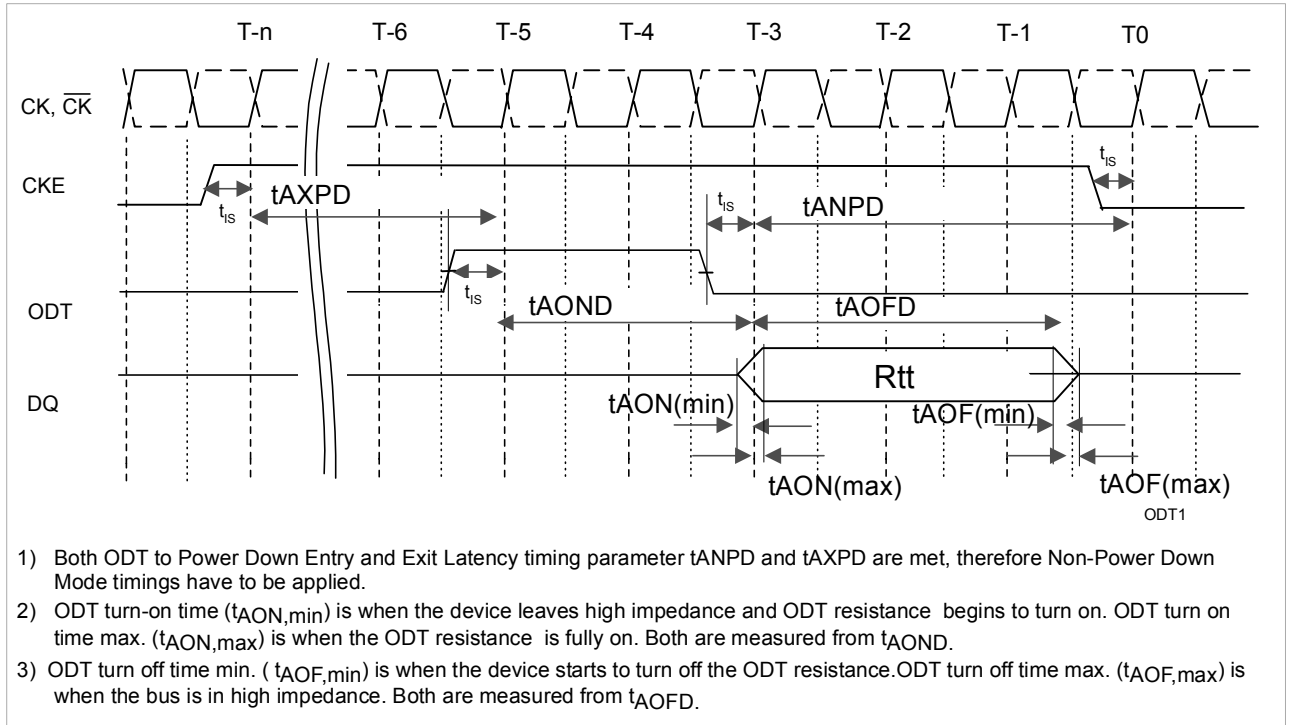 T-n T-6 T-5 T-4 T-3 T-2 T-1 T0
CK, CK
CKE
tIS
tAXPD
tIS
tANPD
tIS
ODT
tIS
tAOND
tAOFD
DQ
Rtt
tAON(min)
tAOF(min)
tAON(max)
tAOF(max)
ODT1
1) Both ODT to Power Down Entry and Exit Latency timing parameter tANPD and tAXPD are met, therefore Non-Power Down
Mode timings have to be applied.
2) ODT turn-on time (tAON,min) is when the device leaves high impedance and ODT resistance begins to turn on. ODT turn on
time max. (tAON,max) is when the ODT resistance is fully on. Both are measured from tAOND.
3) ODT turn off time min. ( tAOF,min) is when the device starts to turn off the ODT resistance.ODT turn off time max. (tAOF,max) is
when the bus is in high impedance. Both are measured from tAOFD.